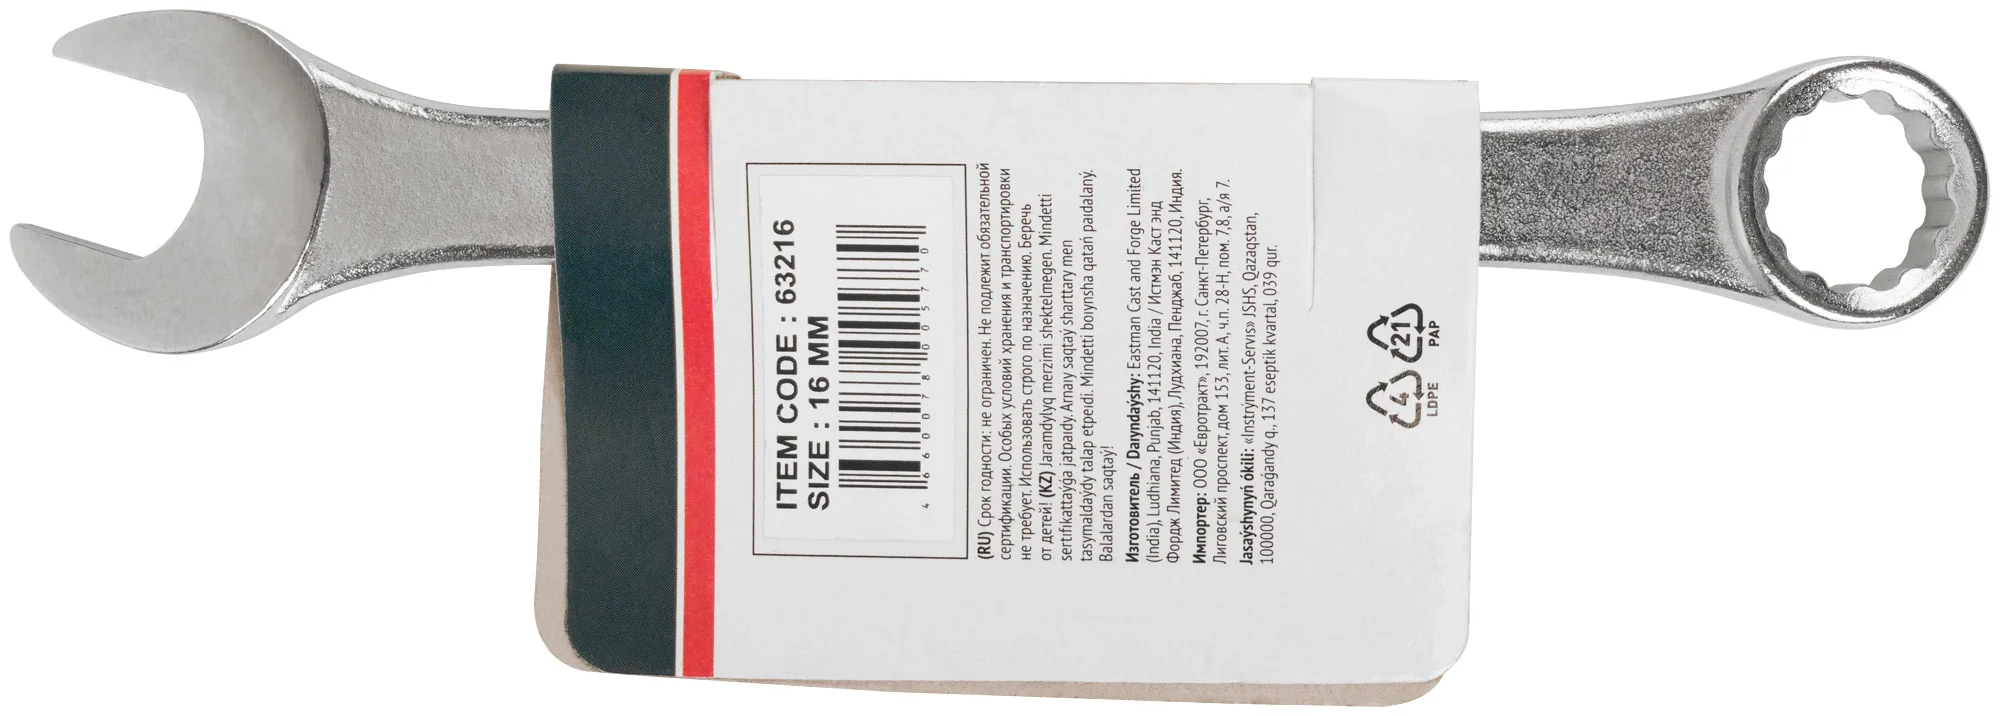 ITEM CODE : 63216
SIZE : 16 MM
4 660078 005770
(RU) Срок годности: не ограничен. Не подлежит обязательной
сертификации. Особых условий хранения и транспортировки
не требует. Использовать строго по назначению. Беречь
от детей! (KZ) Jaramdylyq merzimi shektelmegen. Mindetti
sertıfıkattaýǵa jatpaıdy. Arnaıy saqtaý sharttary men
tasymaldaýdy talap etpeıdi. Mindetti boıynsha qatań paıdalaný.
Balalardan saqtaý!
Изготовитель / Daıyndaýshy: Eastman Cast and Forge Limited
(India), Ludhiana, Punjab, 141120, India / Истмэн Каст энд
Фордж Лимитед (Индия), Лудхиана, Пенджаб, 141120, Индия.
Импортер: ООО «Евротракт», 192007, г. Санкт-Петербург,
Лиговский проспект, дом 153, лит. А, ч.п. 28-Н, пом. 7,8, а/я 7.
Jasaýshynyń ókili: «Instrýment-Servıs» JSHS, Qazaqstan,
100000, Qaraǵandy q., 137 eseptik kvartal, 039 qur.
4
LDPE
21
PAP